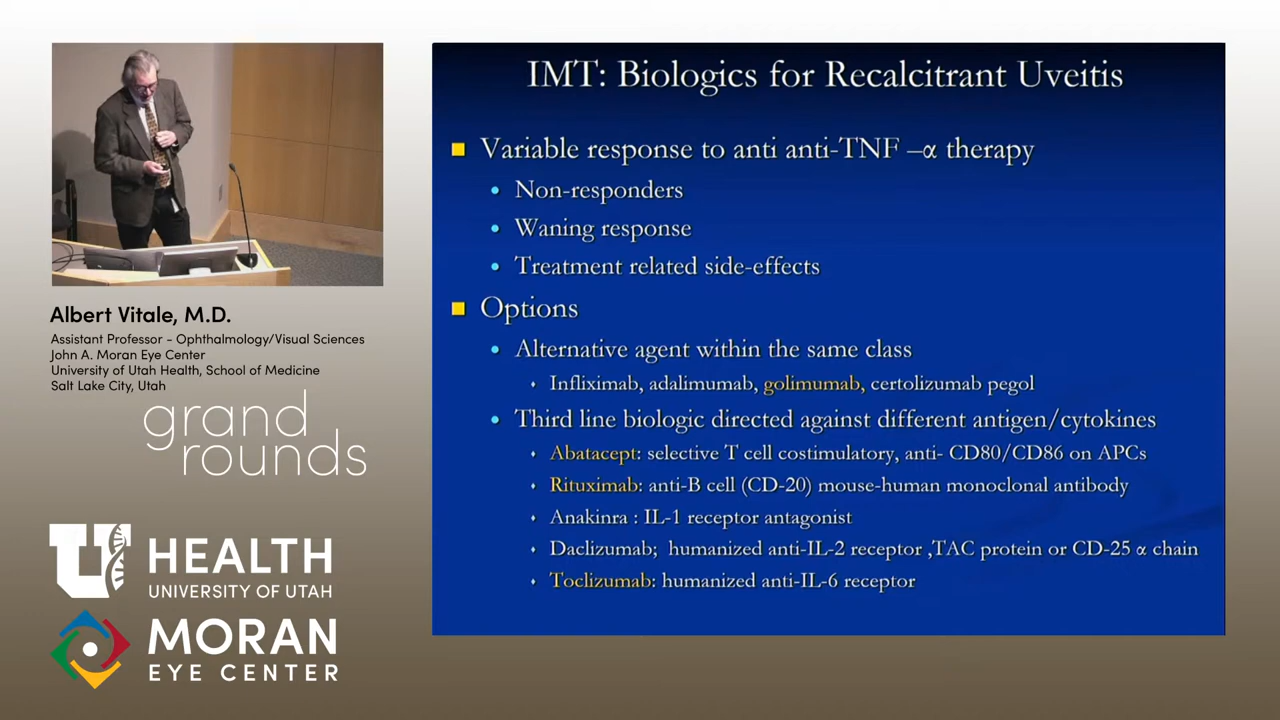 IMT: Biologics for Recalcitrant Uveitis
Variable response to anti anti-TNF –α therapy
Non-responders
Waning response
Treatment related side-effects
Options
Alternative agent within the same class
Infliximab, adalimumab, golimumab, certolizumab pegol
Third line biologic directed against different antigen/cytokines
Abatacept: selective T cell costimulatory, anti- CD80/CD86 on APCs
Rituximab: anti-B cell (CD-20) mouse-human monoclonal antibody
Anakinra : IL-1 receptor antagonist
Daclizumab; humanized anti-IL-2 receptor ,TAC protein or CD-25 α chain
Toclizumab: humanized anti-IL-6 receptor
Albert Vitale, M.D.
Assistant Professor - Ophthalmology/Visual Sciences
John A. Moran Eye Center
University of Utah Health, School of Medicine
Salt Lake City, Utah
grand
rounds
U HEALTH
UNIVERSITY OF UTAH
MORAN
EYE CENTER